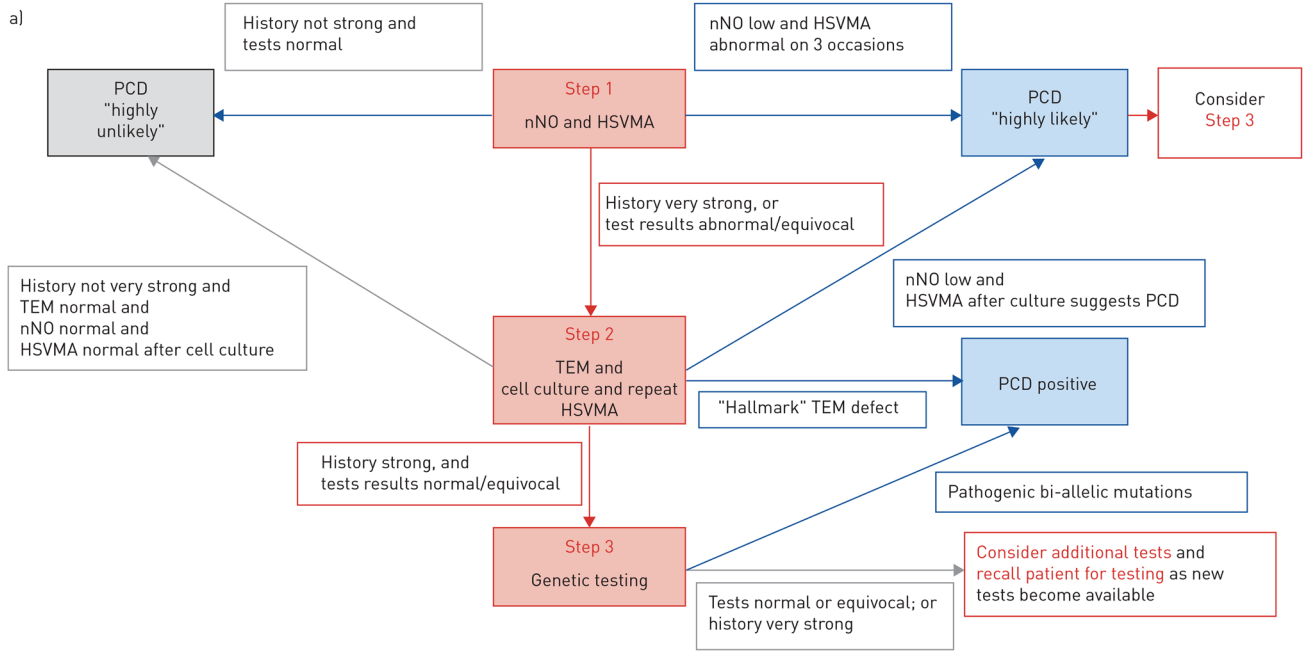 a)
History not strong and
tests normal
nNO low and HSVMA
abnormal on 3 occasions
PCD
"highly
unlikely"
Step 1
nNO and HSVMA
PCD
"highly likely"
Consider
Step 3
History very strong, or
test results abnormal/equivocal
History not very strong and
TEM normal and
nNO normal and
HSVMA normal after cell culture
nNO low and
HSVMA after culture suggests PCD
Step 2
TEM and
cell culture and repeat
HSVMA
"Hallmark" TEM defect
PCD positive
History strong, and
tests results normal/equivocal
Pathogenic bi-allelic mutations
Step 3
Genetic testing
Consider additional tests and
recall patient for testing as new
tests become available
Tests normal or equivocal; or
history very strong